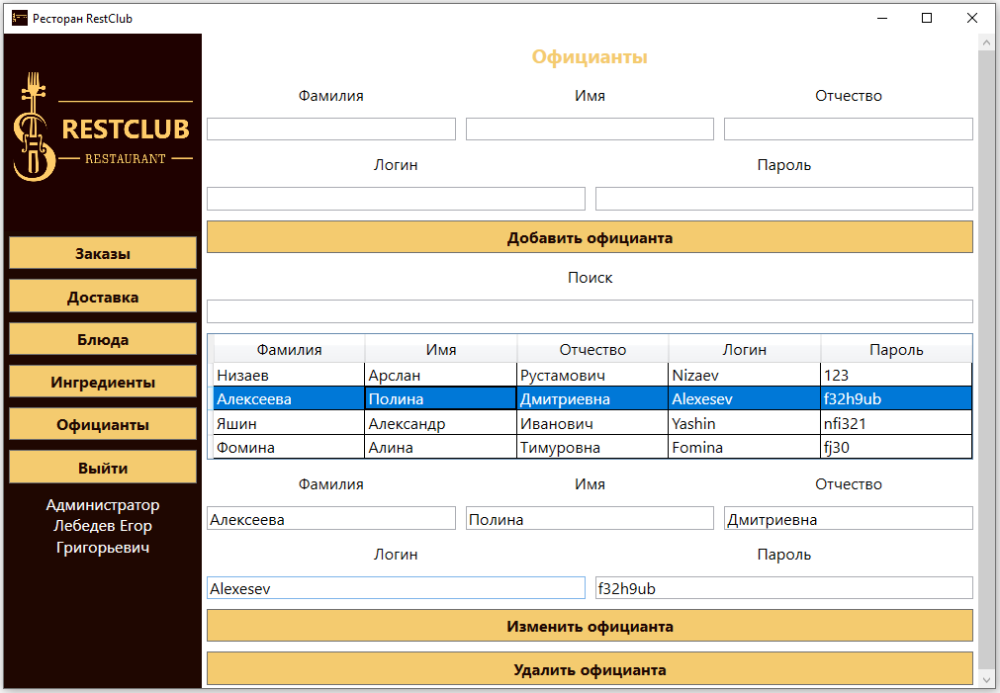 Ресторан RestClub
RESTCLUB
RESTAURANT
Заказы
Доставка
Блюда
Ингредиенты
Официанты
Выйти
Администратор
Лебедев Егор
Григорьевич
Официанты
Фамилия Имя Отчество
Логин Пароль
Добавить официанта
Поиск
Фамилия Имя Отчество Логин Пароль
Низаев Арслан Рустамович Nizaev 123
Алексеева Полина Дмитриевна Alexesev f32h9ub
Яшин Александр Иванович Yashin nfi321
Фомина Алина Тимуровна Fomina fj30
Фамилия Имя Отчество
Алексеева Полина Дмитриевна
Логин Пароль
Alexesev f32h9ub
Изменить официанта
Удалить официанта